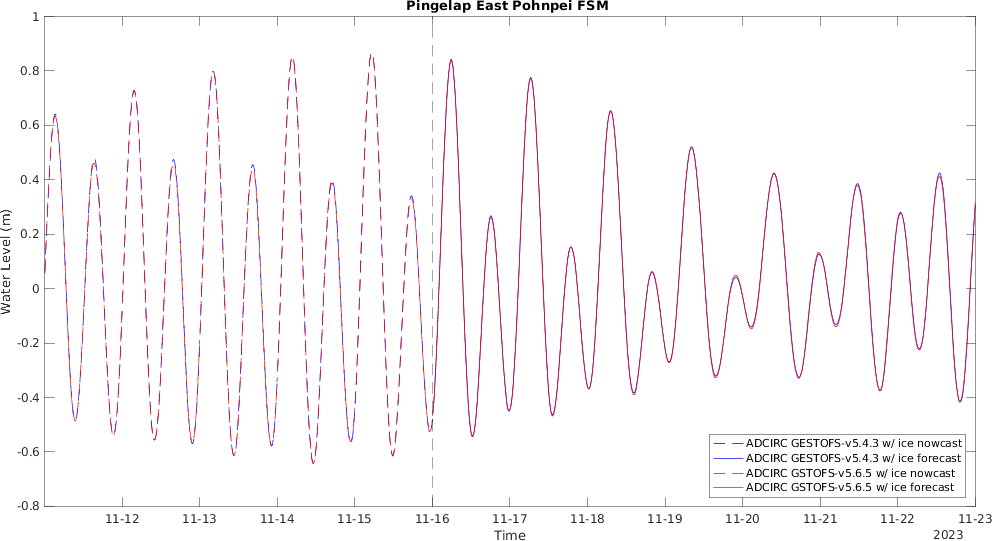 Pingelap East Pohnpei FSM
1
0.8
0.6
0.4
0.2
0
-0.2
-0.4
-0.6
-0.8
Water Level (m)
ADCIRC GESTOFS-v5.4.3 w/ ice nowcast
ADCIRC GESTOFS-v5.4.3 w/ ice forecast
ADCIRC GSTOFS-v5.6.5 w/ ice nowcast
ADCIRC GSTOFS-v5.6.5 w/ ice forecast
11-12 11-13 11-14 11-15 11-16 11-17 11-18 11-19 11-20 11-21 11-22 11-23
Time
2023